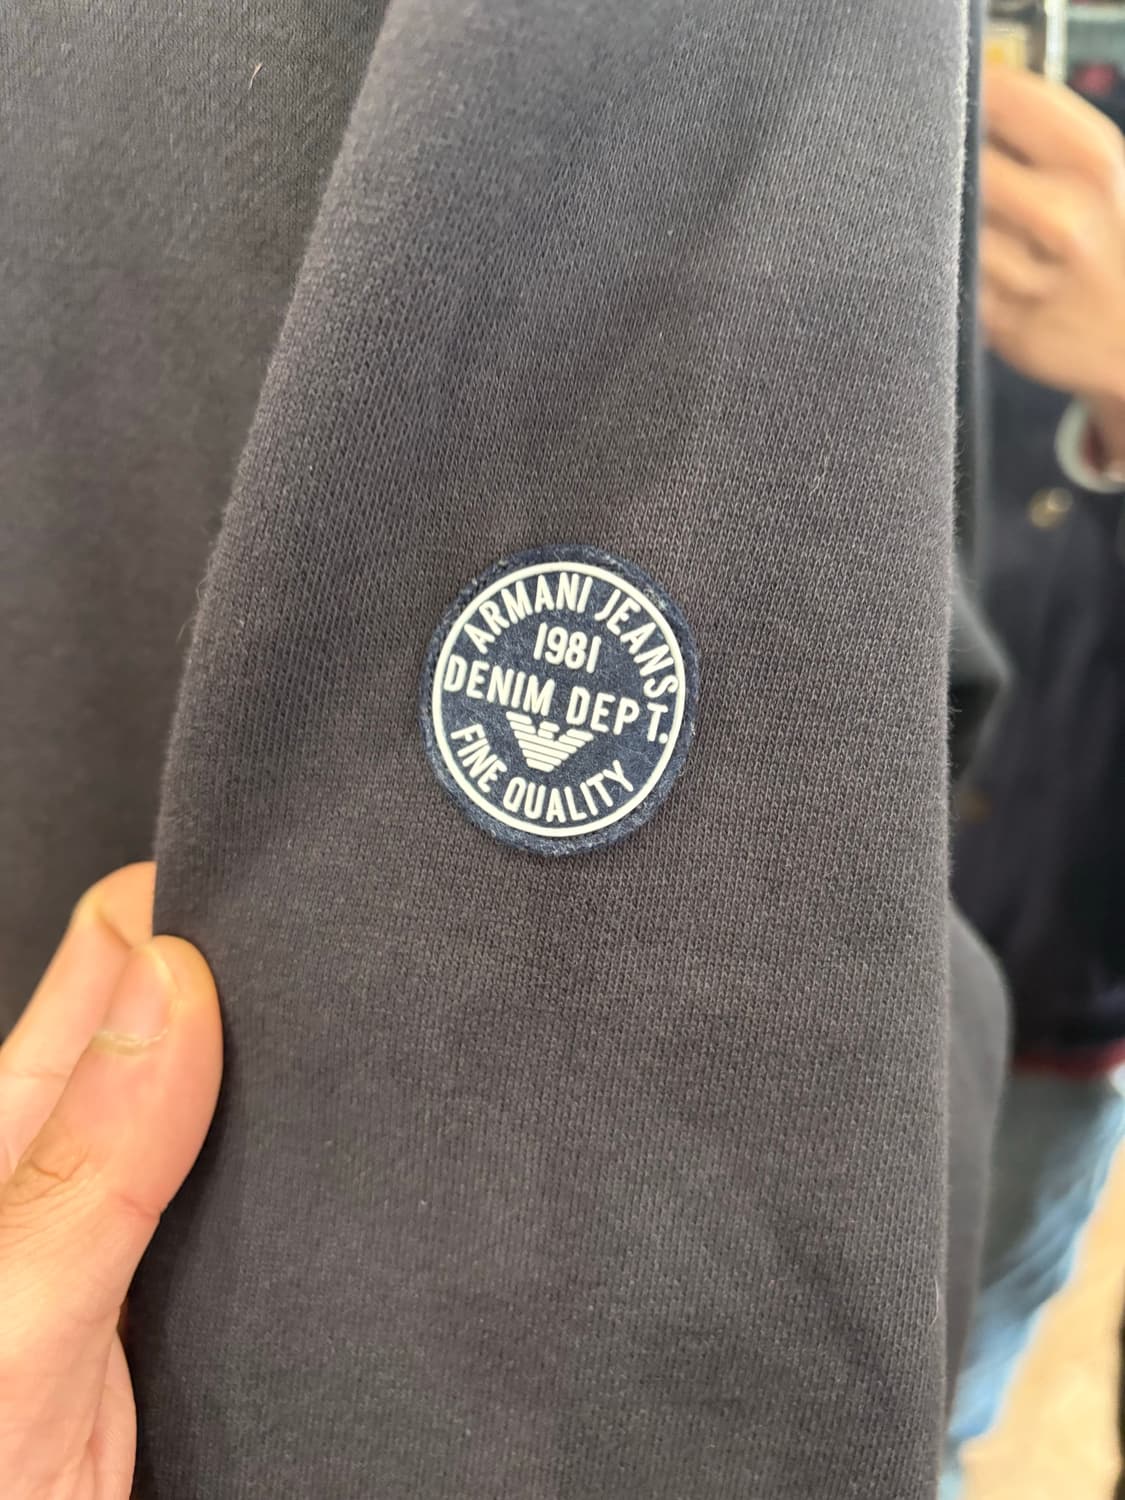 ARMANI JEANS
1981
DENIM DEPT.
FINE QUALITY